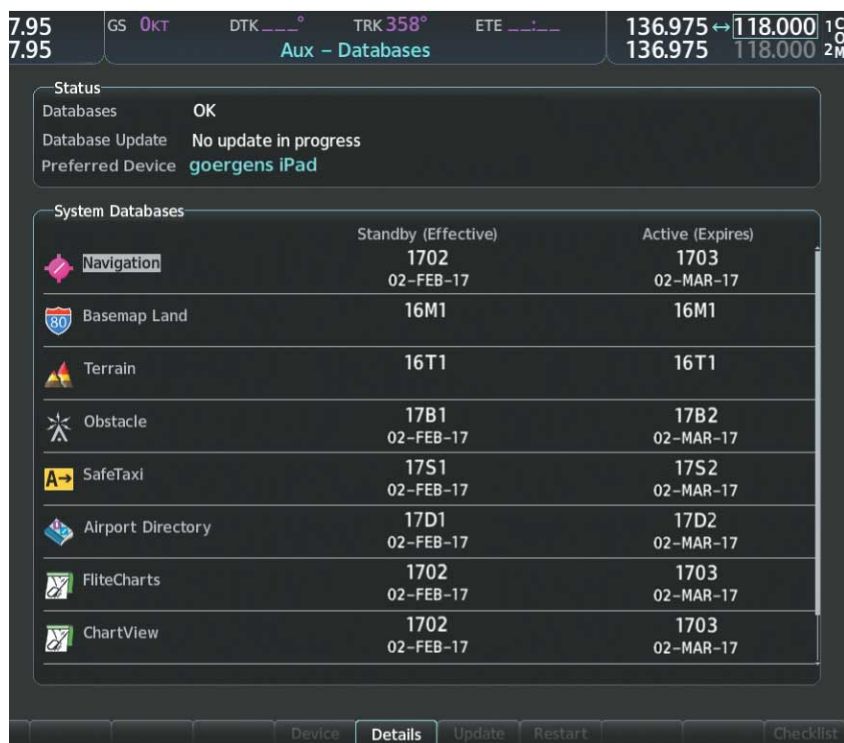 7.95 GS 0KT DTK ___° TRK 358° ETE __:__ 136.975 ↔ 118.000 1
7.95 Aux – Databases 136.975 118.000 2
Status
Databases OK
Database Update No update in progress
Preferred Device goergens iPad
System Databases
Standby (Effective) Active (Expires)
Navigation 1702 1703
02–FEB–17 02–MAR–17
80 Basemap Land 16M1 16M1
Terrain 16T1 16T1
Obstacle 17B1 17B2
02–FEB–17 02–MAR–17
A→ SafeTaxi 17S1 17S2
02–FEB–17 02–MAR–17
Airport Directory 17D1 17D2
02–FEB–17 02–MAR–17
FliteCharts 1702 1703
02–FEB–17 02–MAR–17
ChartView 1702 1703
02–FEB–17 02–MAR–17
Device Details Update Restart Checklist